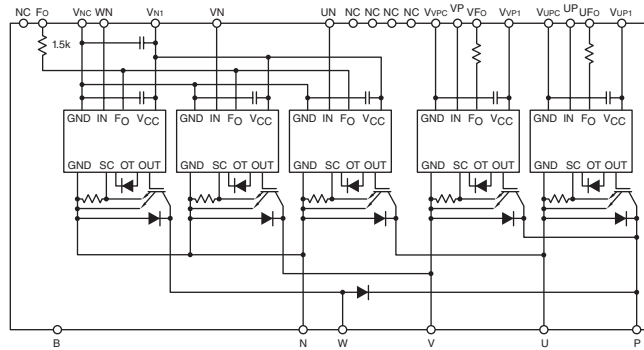 NC FO VNC WN VN1 VN UN NC NC NC NC VVPC VP VFO VVP1 VUPC UP UFO VUP1
1.5k
GND IN FO VCC GND IN FO VCC GND IN FO VCC GND IN VCC GND IN VCC
GND SC OT OUT GND SC OT OUT GND SC OT OUT GND SC OT OUT GND SC OT OUT
B N W V U P